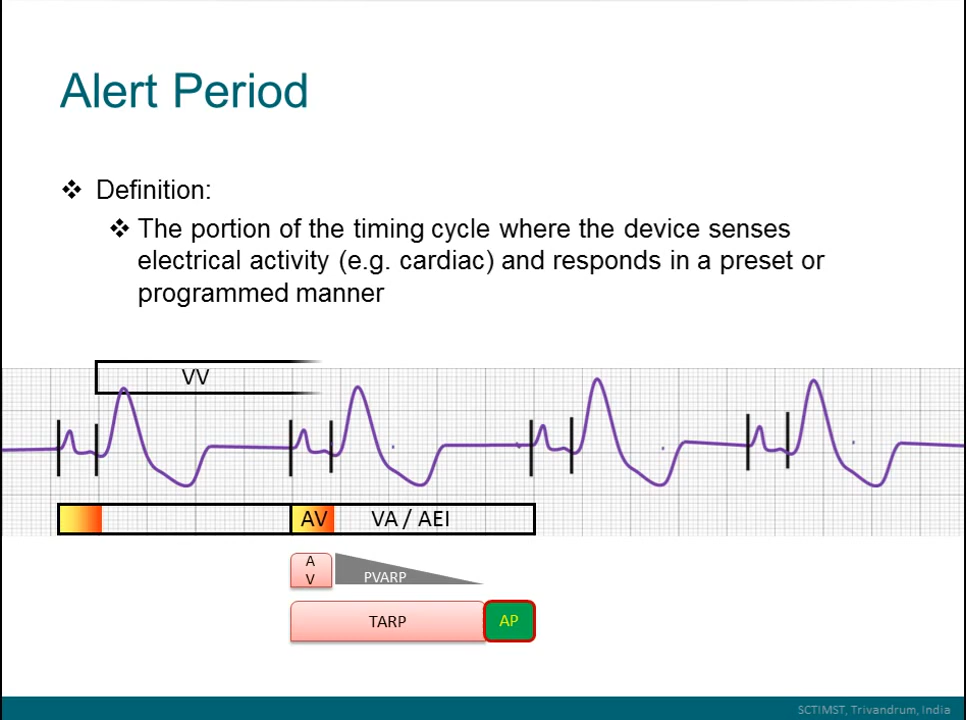 Alert Period
❖ Definition:
❖ The portion of the timing cycle where the device senses
electrical activity (e.g. cardiac) and responds in a preset or
programmed manner
VV
AV VA / AEI
A
V
PVARP
TARP
AP
SCTIMST, Trivandrum, India